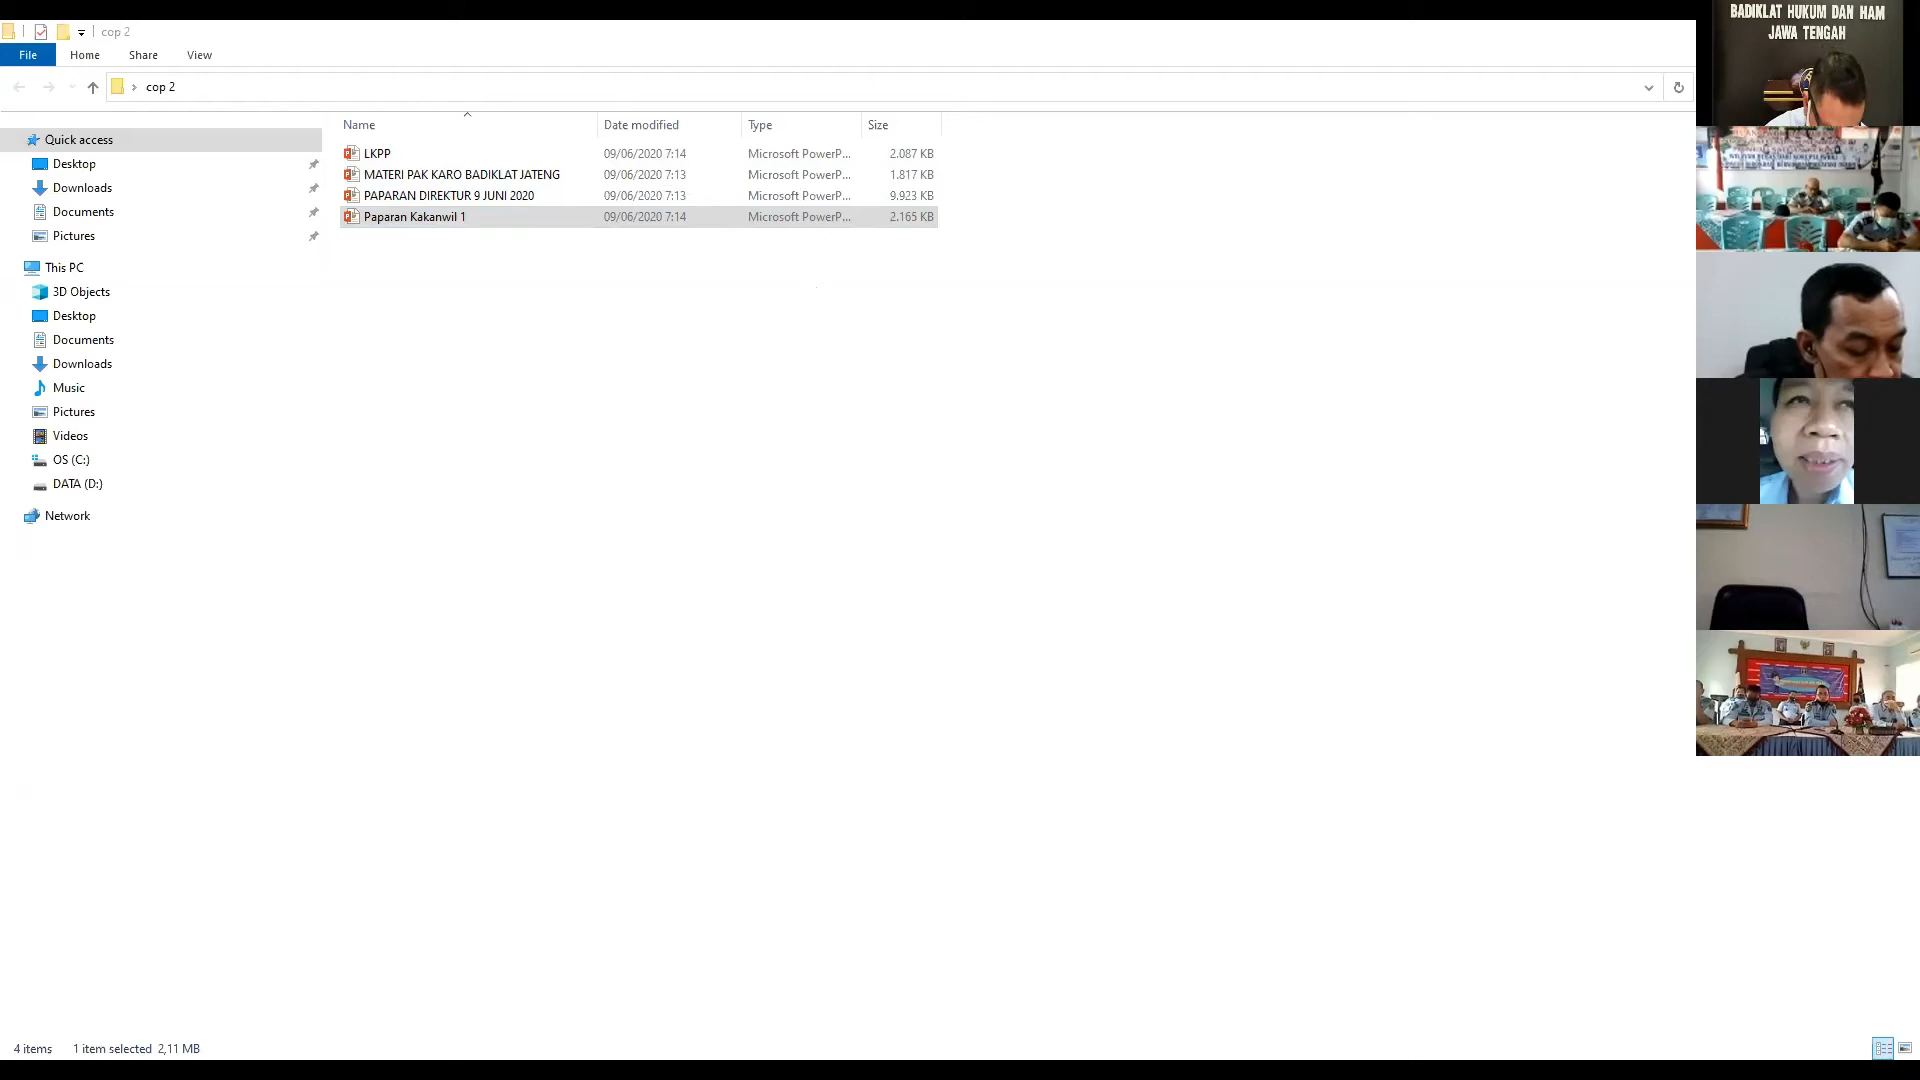 cop 2
File Home Share View
cop 2
Name Date modified Type Size
Quick access
Desktop
Downloads
Documents
Pictures
This PC
3D Objects
Desktop
Documents
Downloads
Music
Pictures
Videos
OS (C:)
DATA (D:)
Network
LKPP 09/06/2020 7:14 Microsoft PowerP... 2.087 KB
MATERI PAK KARO BADIKLAT JATENG 09/06/2020 7:13 Microsoft PowerP... 1.817 KB
PAPARAN DIREKTUR 9 JUNI 2020 09/06/2020 7:13 Microsoft PowerP... 9.923 KB
Paparan Kakanwil 1 09/06/2020 7:14 Microsoft PowerP... 2.165 KB
4 items 1 item selected 2,11 MB
BADIKLAT HUKUM DAN HAM
JAWA TENGAH